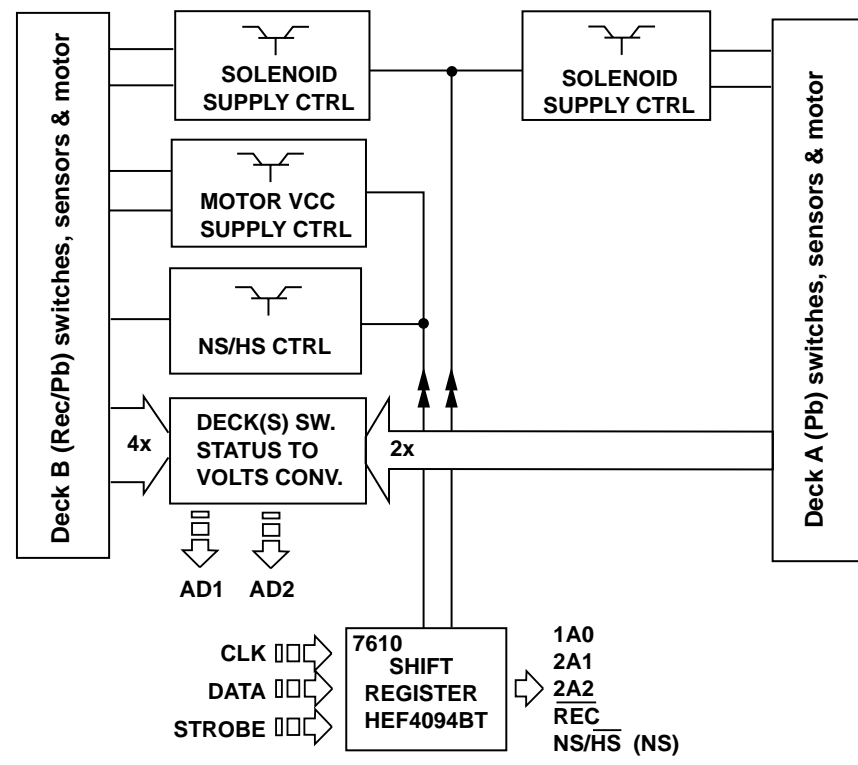 Deck B (Rec/Pb) switches, sensors & motor
SOLENOID
SUPPLY CTRL
SOLENOID
SUPPLY CTRL
Deck A (Pb) switches, sensors & motor
MOTOR VCC
SUPPLY CTRL
NS/HS CTRL
4x
DECK(S) SW.
STATUS TO
VOLTS CONV.
2x
AD1
AD2
CLK
DATA
STROBE
7610
SHIFT
REGISTER
HEF4094BT
1A0
2A1
2A2
R̅E̅C̅
NS/H̅S̅ (NS)